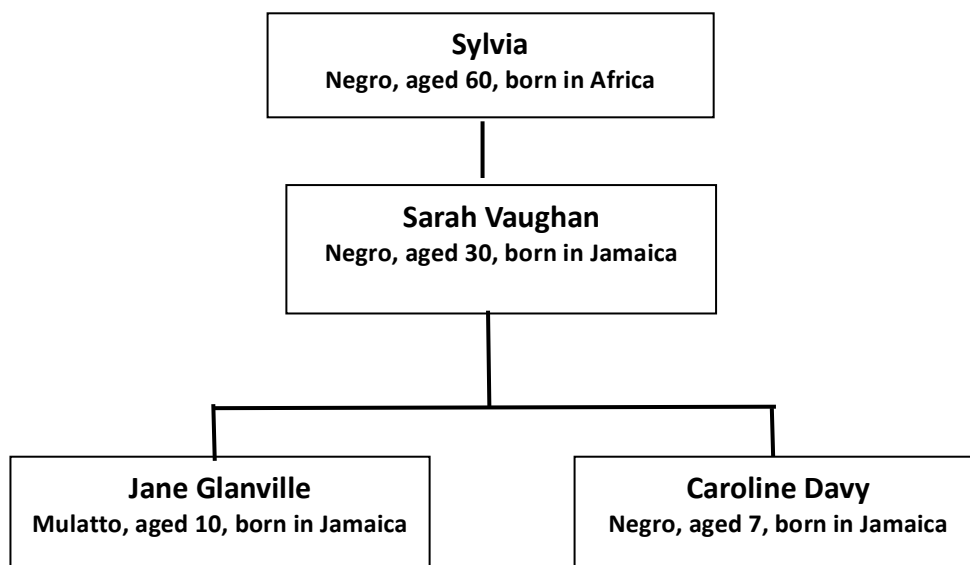 Sylvia
Negro, aged 60, born in Africa
Sarah Vaughan
Negro, aged 30, born in Jamaica
Jane Glanville
Mulatto, aged 10, born in Jamaica
Caroline Davy
Negro, aged 7, born in Jamaica